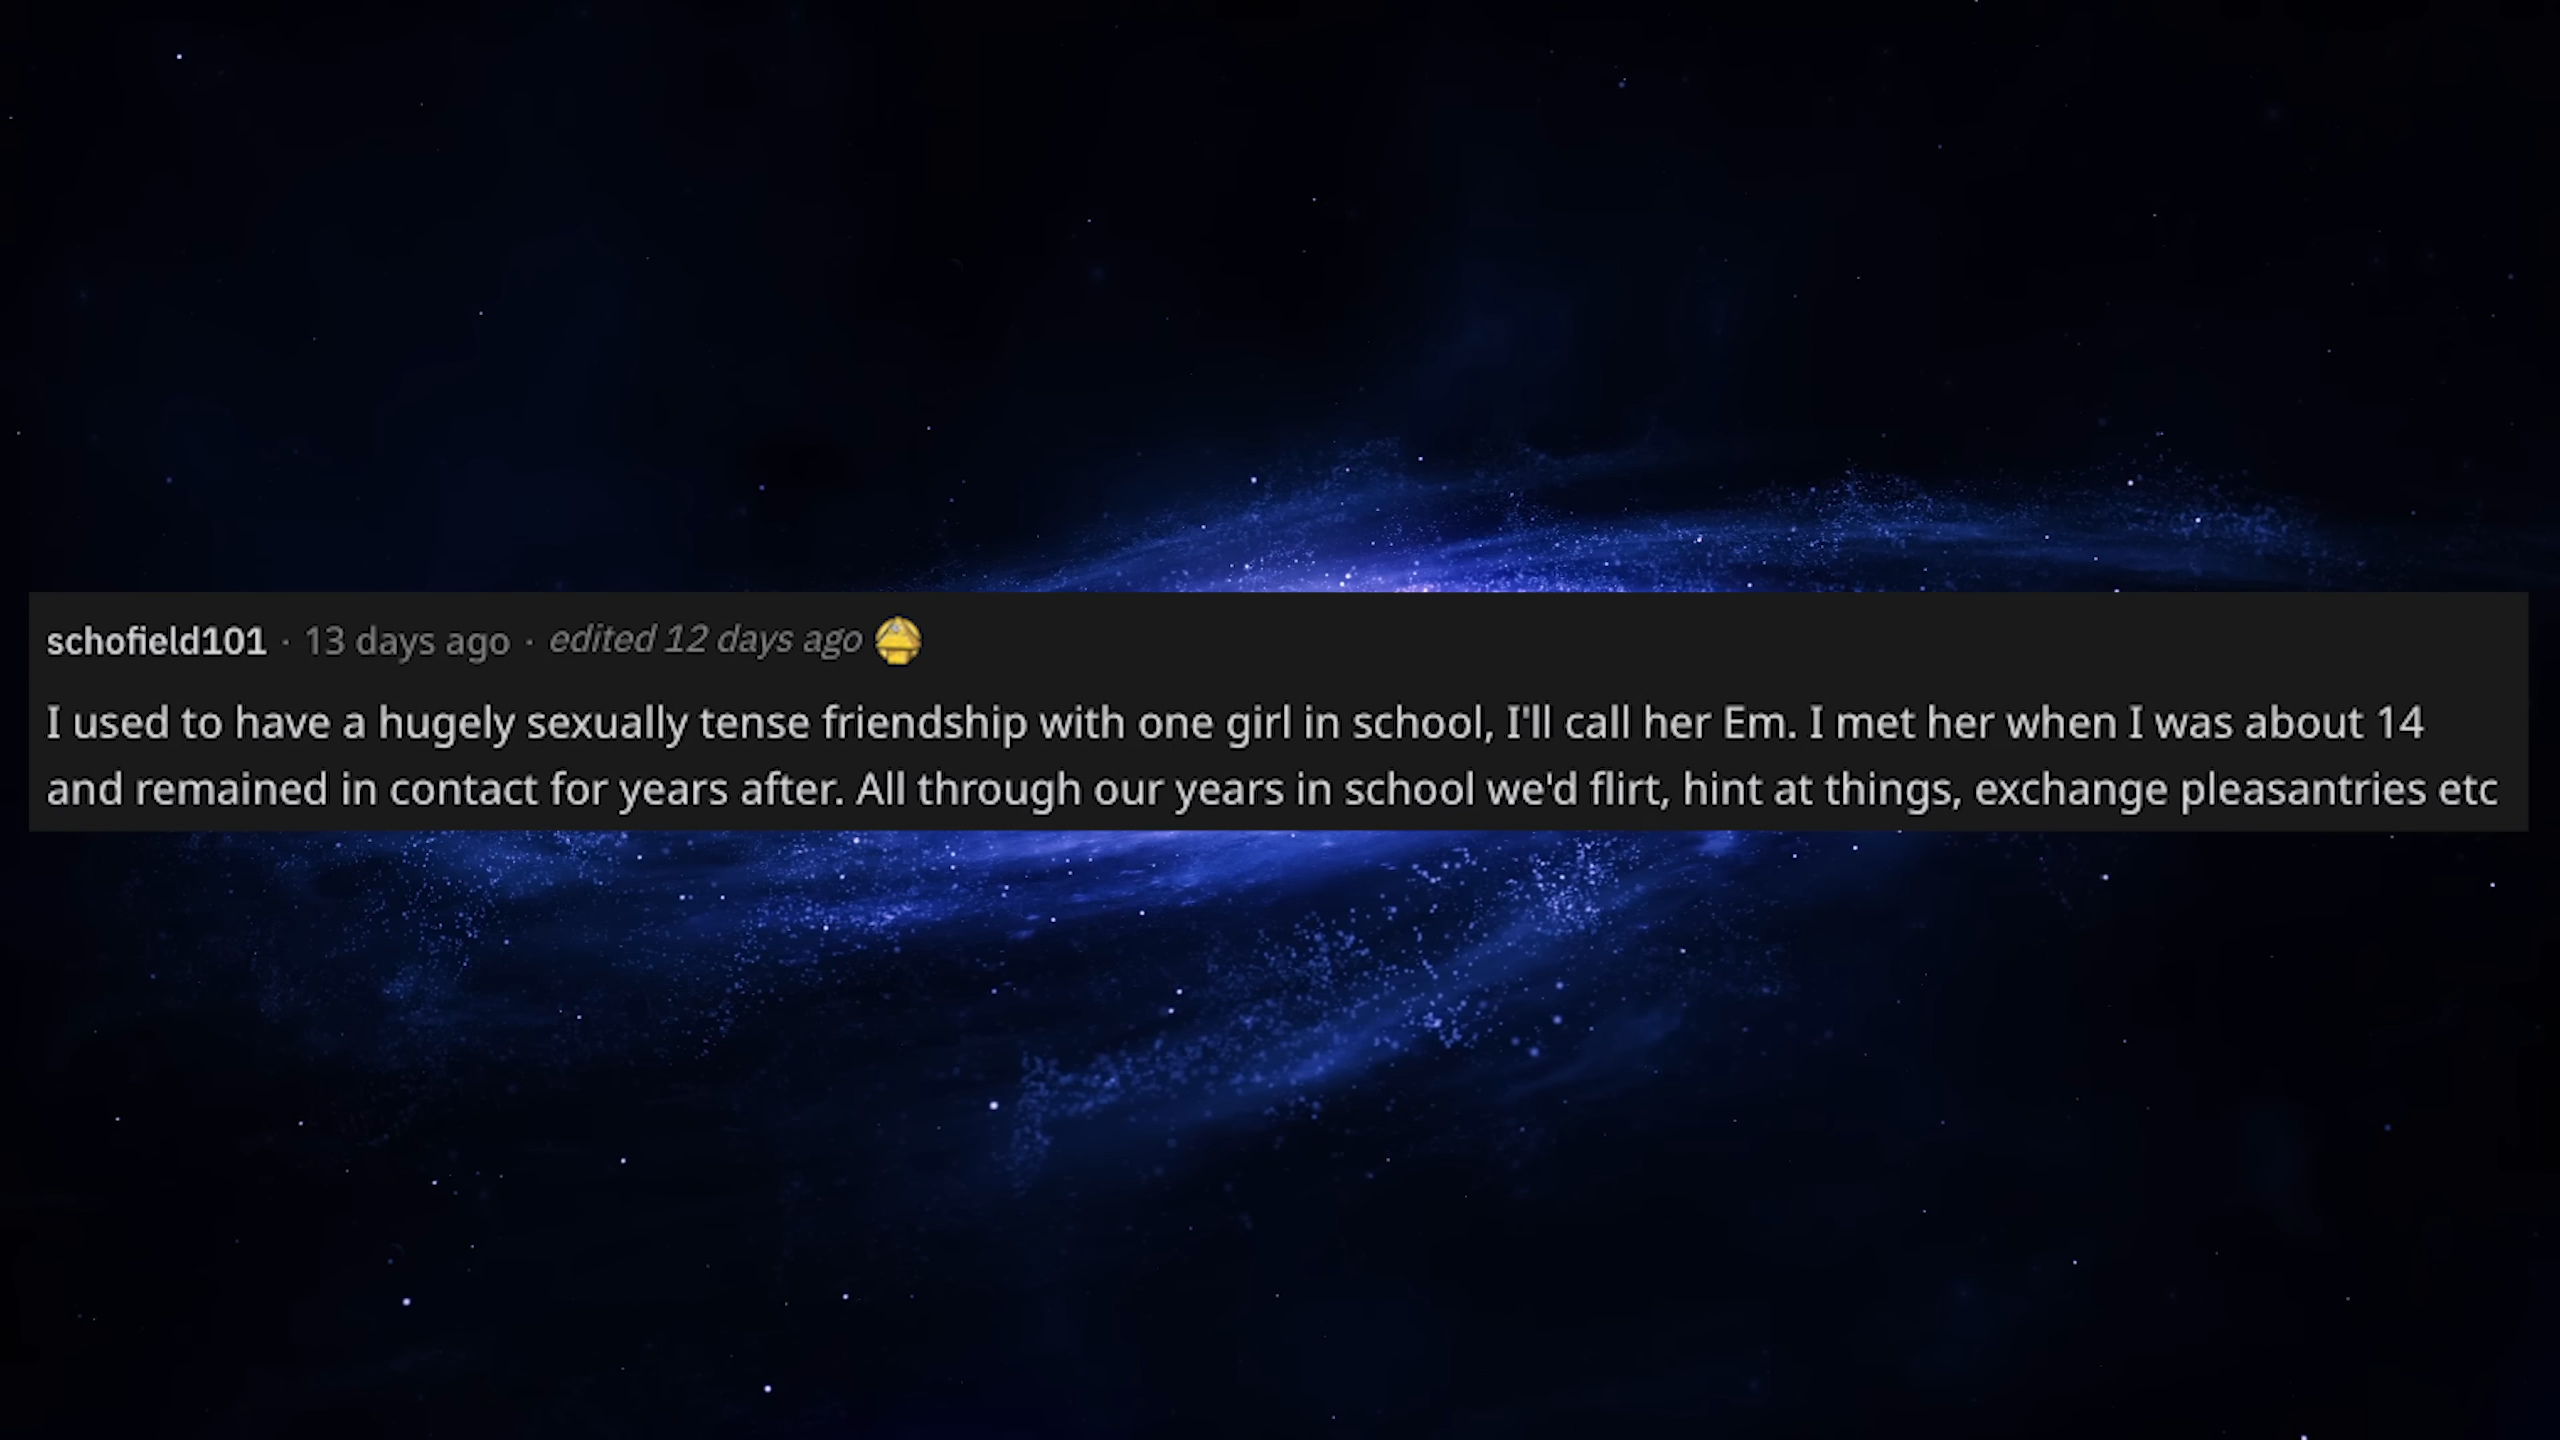 schofield101 · 13 days ago · edited 12 days ago
I used to have a hugely sexually tense friendship with one girl in school, I'll call her Em. I met her when I was about 14
and remained in contact for years after. All through our years in school we'd flirt, hint at things, exchange pleasantries etc